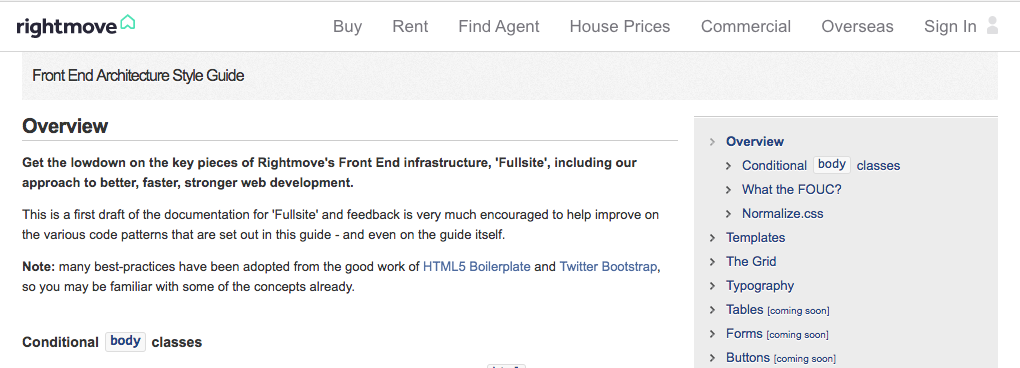 rightmove
Buy Rent Find Agent House Prices Commercial Overseas Sign In
Front End Architecture Style Guide
Overview
Get the lowdown on the key pieces of Rightmove's Front End infrastructure, 'Fullsite', including our
approach to better, faster, stronger web development.
This is a first draft of the documentation for 'Fullsite' and feedback is very much encouraged to help improve on
the various code patterns that are set out in this guide - and even on the guide itself.
Note: many best-practices have been adopted from the good work of HTML5 Boilerplate and Twitter Bootstrap,
so you may be familiar with some of the concepts already.
Conditional body classes
Overview
Conditional body classes
What the FOUC?
Normalize.css
Templates
The Grid
Typography
Tables [coming soon]
Forms [coming soon]
Buttons [coming soon]